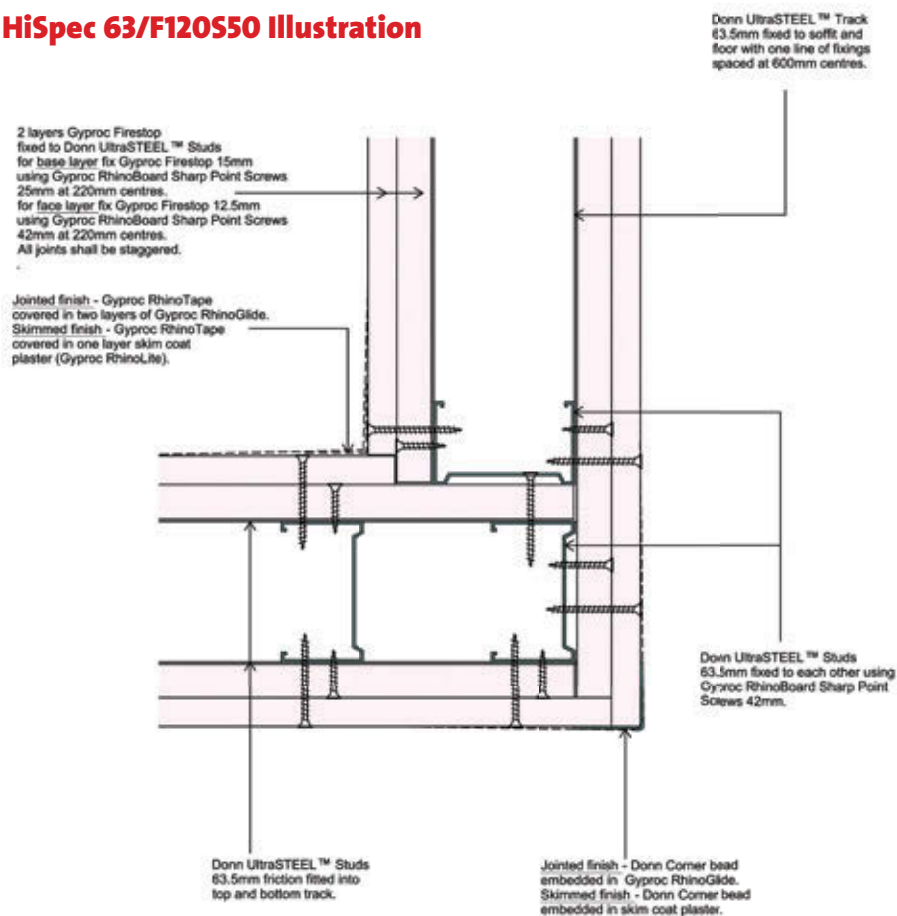 HiSpec 63/F120S50 Illustration
Donn UltraSTEEL™ Track
63.5mm fixed to soffit and
floor with one line of fixings
spaced at 600mm centres.
2 layers Gyproc Firestop
fixed to Donn UltraSTEEL™ Studs
for base layer fix Gyproc Firestop 15mm
using Gyproc RhinoBoard Sharp Point Screws
25mm at 220mm centres.
for face layer fix Gyproc Firestop 12.5mm
using Gyproc RhinoBoard Sharp Point Screws
42mm at 220mm centres.
All joints shall be staggered.
.
Jointed finish - Gyproc RhinoTape
covered in two layers of Gyproc RhinoGlide.
Skimmed finish - Gyproc RhinoTape
covered in one layer skim coat
plaster (Gyproc RhinoLite).
Donn UltraSTEEL™ Studs
63.5mm fixed to each other using
Gyproc RhinoBoard Sharp Point
Screws 42mm.
Donn UltraSTEEL™ Studs
63.5mm friction fitted into
top and bottom track.
Jointed finish - Donn Corner bead
embedded in Gyproc RhinoGlide.
Skimmed finish - Donn Corner bead
embedded in skim coat plaster.